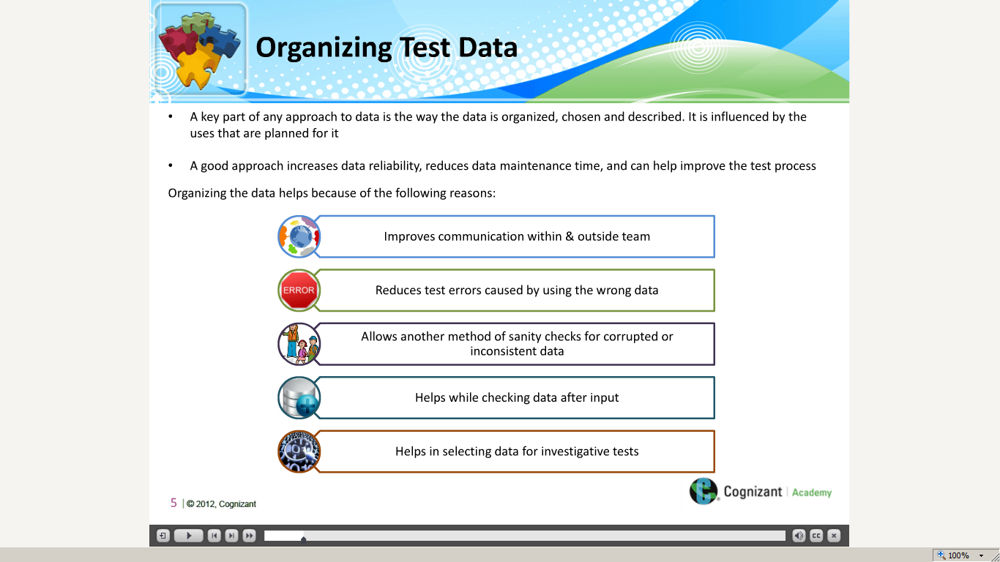 Organizing Test Data
• A key part of any approach to data is the way the data is organized, chosen and described. It is influenced by the
uses that are planned for it
• A good approach increases data reliability, reduces data maintenance time, and can help improve the test process
Organizing the data helps because of the following reasons:
Improves communication within & outside team
ERROR
Reduces test errors caused by using the wrong data
Allows another method of sanity checks for corrupted or
inconsistent data
Helps while checking data after input
Helps in selecting data for investigative tests
Cognizant | Academy
5 | © 2012, Cognizant
CC
100%